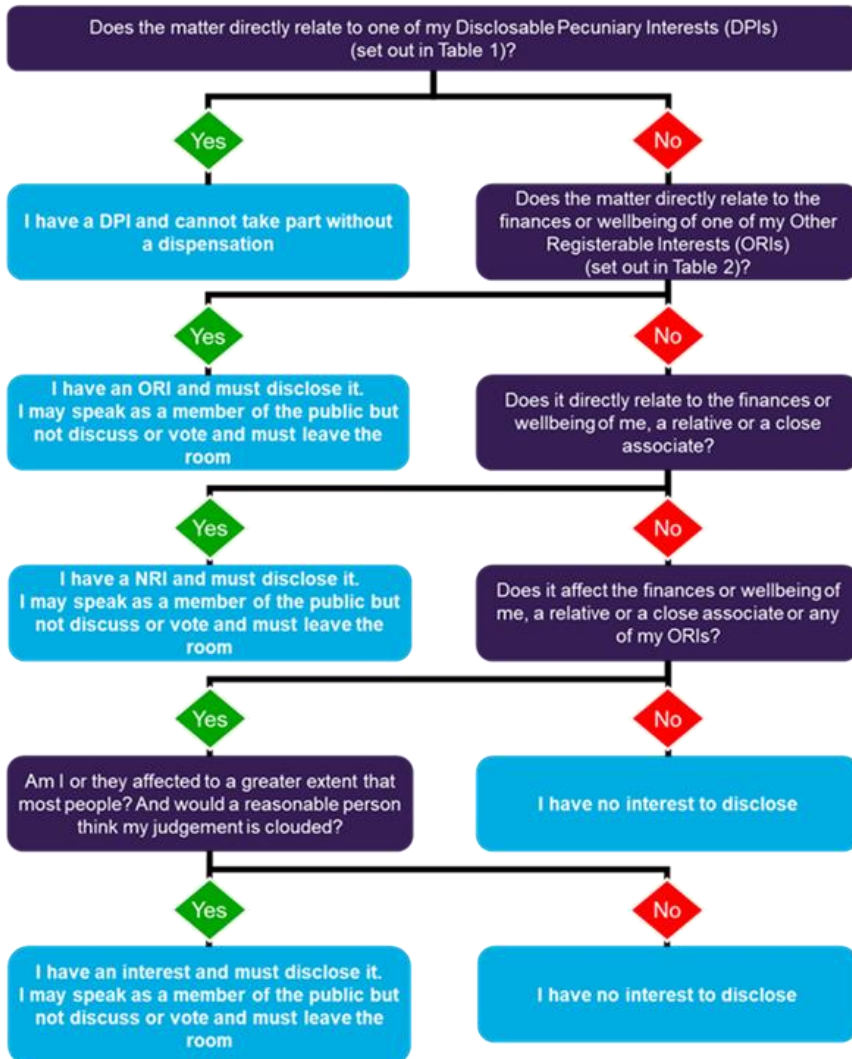 Does the matter directly relate to one of my Disclosable Pecuniary Interests (DPIs)
(set out in Table 1)?
Yes
No
I have a DPI and cannot take part without
a dispensation
Does the matter directly relate to the
finances or wellbeing of one of my Other
Registerable Interests (ORIs)
(set out in Table 2)?
Yes
No
I have an ORI and must disclose it.
I may speak as a member of the public but
not discuss or vote and must leave the
room
Does it directly relate to the finances or
wellbeing of me, a relative or a close
associate?
Yes
No
I have a NRI and must disclose it.
I may speak as a member of the public but
not discuss or vote and must leave the
room
Does it affect the finances or wellbeing of
me, a relative or a close associate or any
of my ORIs?
Yes
No
Am I or they affected to a greater extent that
most people? And would a reasonable person
think my judgement is clouded?
I have no interest to disclose
Yes
No
I have an interest and must disclose it.
I may speak as a member of the public but
not discuss or vote and must leave the
room
I have no interest to disclose